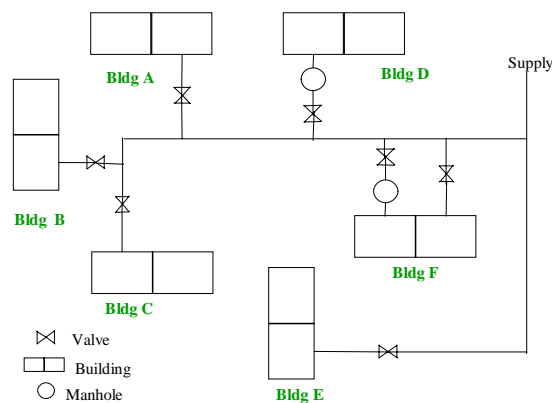 Bldg A
Bldg D
Supply
Bldg B
Bldg F
Bldg C
Valve
Building
Bldg E
Manhole